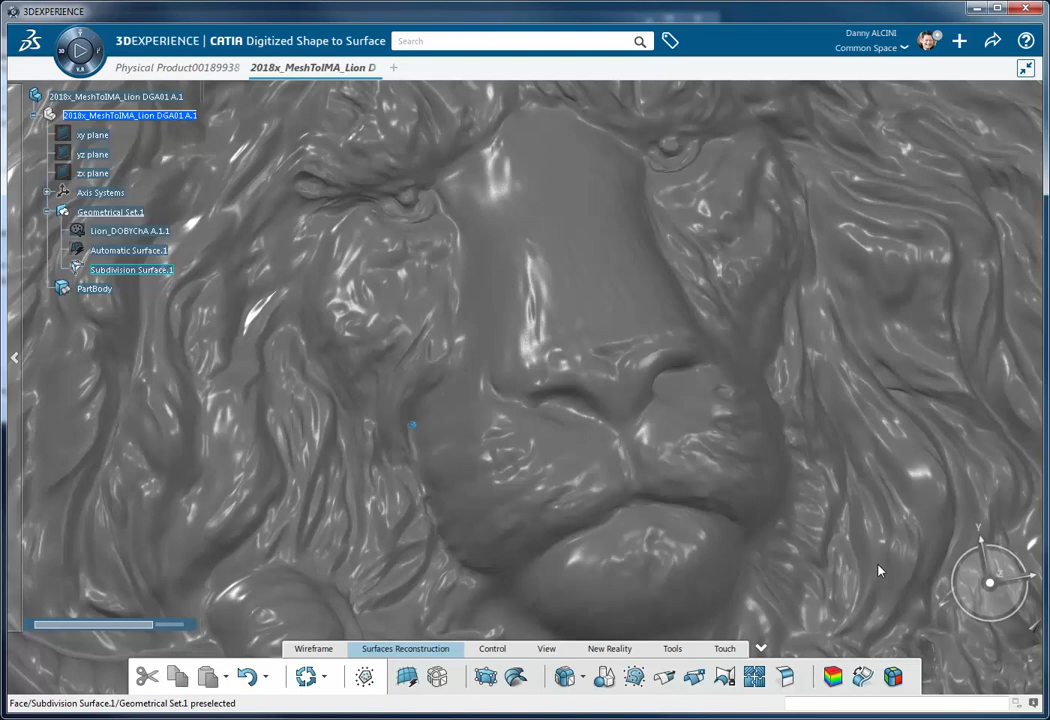 3DEXPERIENCE
3DEXPERIENCE | CATIA Digitized Shape to Surface
Search
Danny ALCINI
Common Space
Physical Product00189938
2018x_MeshToIMA_Lion D
2018x_MeshToIMA_Lion DGA01 A.1
2018x_MeshToIMA_Lion DGA01 A.1
xy plane
yz plane
zx plane
Axis Systems
Geometrical Set.1
Lion_DOBYChA A.1.1
Automatic Surface.1
Subdivision Surface.1
PartBody
Y
Wireframe
Surfaces Reconstruction
Control
View
New Reality
Tools
Touch
Face/Subdivision Surface.1/Geometrical Set.1 preselected